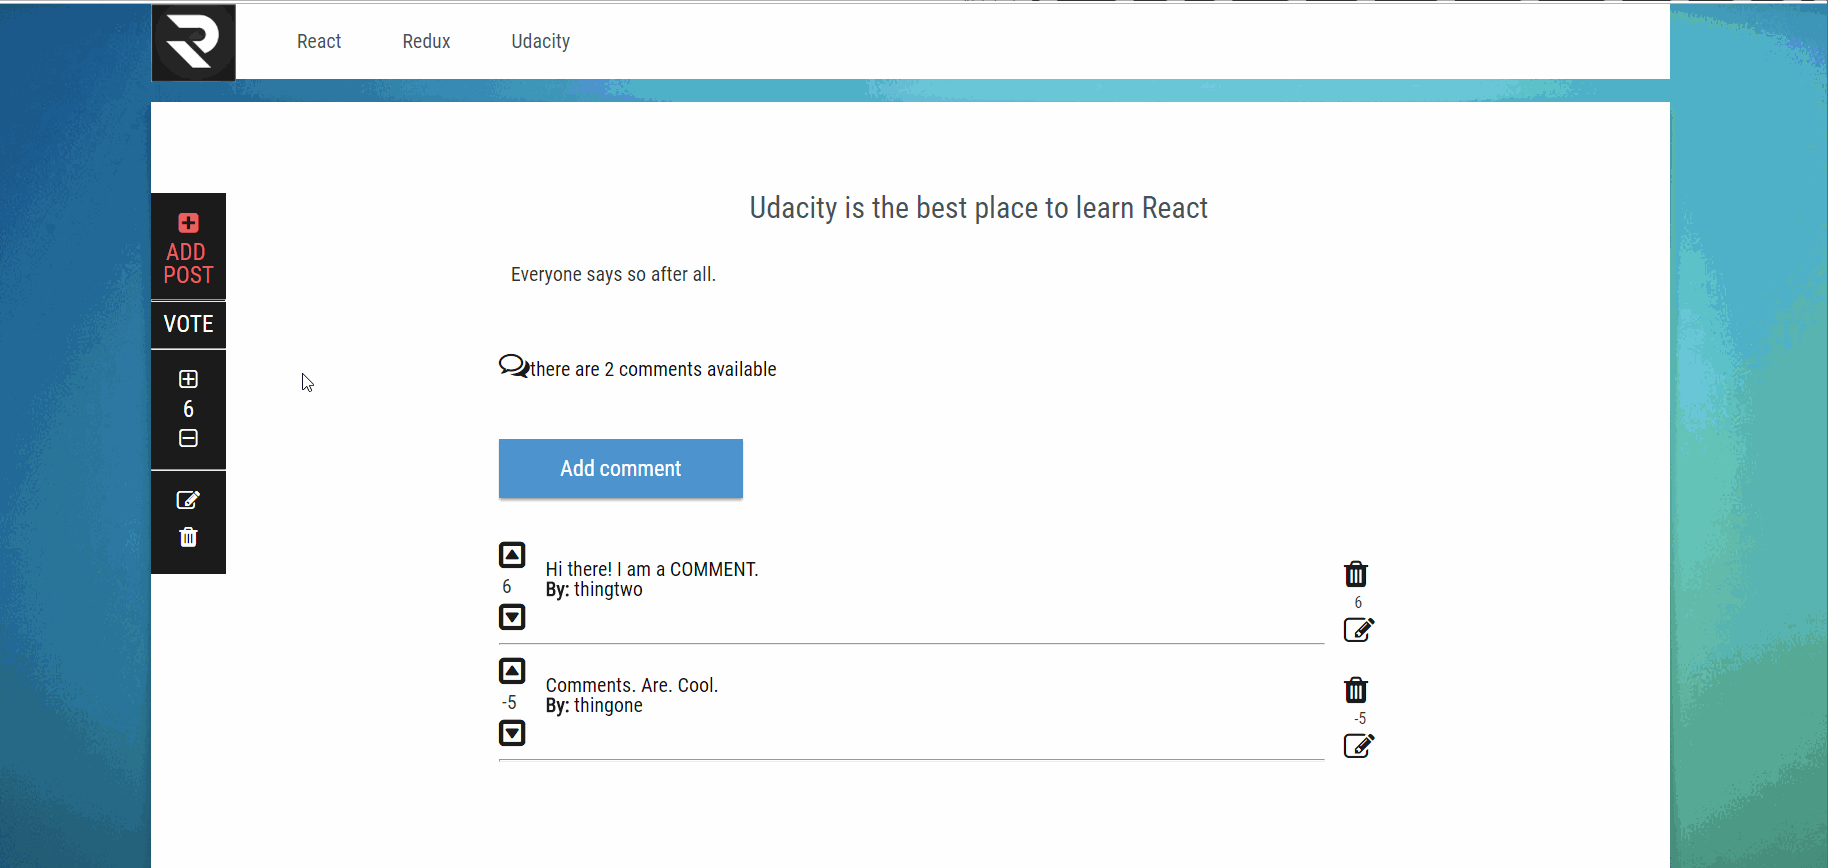 React Redux Udacity
ADD
POST
VOTE
6
Udacity is the best place to learn React
Everyone says so after all.
there are 2 comments available
Add comment
Hi there! I am a COMMENT.
6
By: thingtwo
6
Comments. Are. Cool.
-5
By: thingone
-5